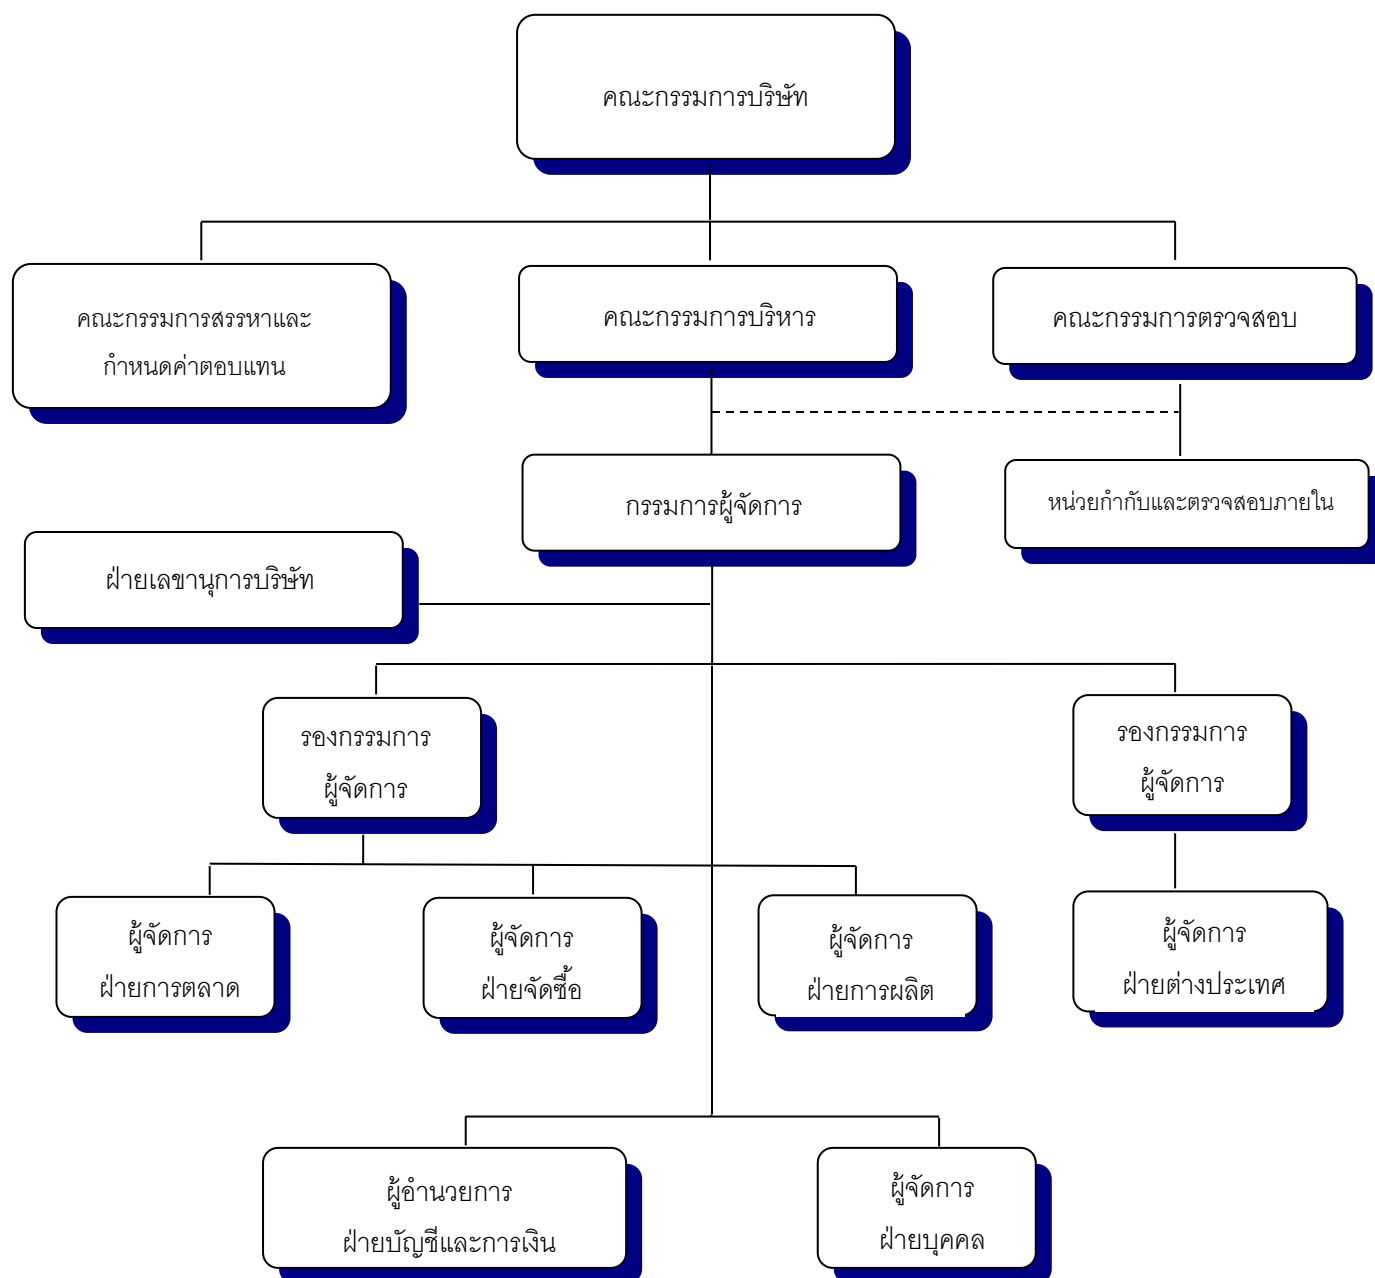 คณะกรรมการบริษัท
คณะกรรมการสรรหาและ
กำหนดค่าตอบแทน
คณะกรรมการบริหาร
คณะกรรมการตรวจสอบ
กรรมการผู้จัดการ
หน่วยกำกับและตรวจสอบภายใน
ฝ่ายเลขานุการบริษัท
รองกรรมการ
ผู้จัดการ
รองกรรมการ
ผู้จัดการ
ผู้จัดการ
ฝ่ายการตลาด
ผู้จัดการ
ฝ่ายจัดซื้อ
ผู้จัดการ
ฝ่ายการผลิต
ผู้จัดการ
ฝ่ายต่างประเทศ
ผู้อำนวยการ
ฝ่ายบัญชีและการเงิน
ผู้จัดการ
ฝ่ายบุคคล